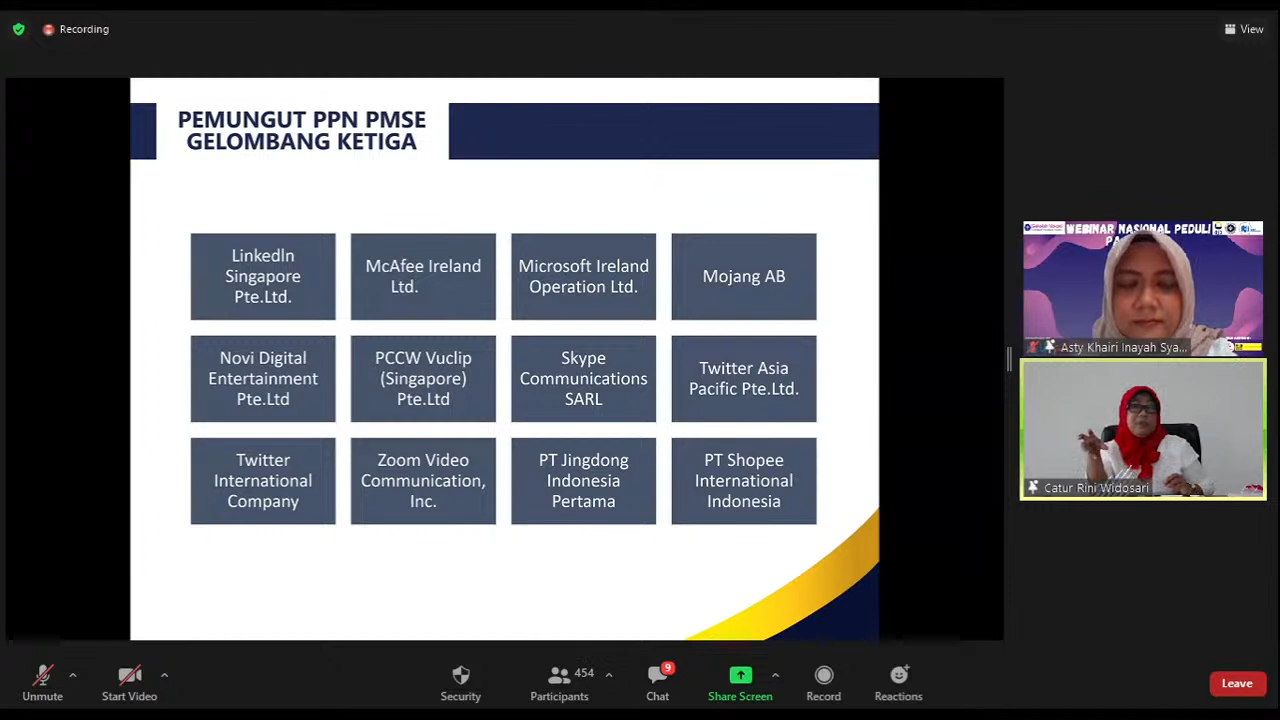 Recording
View
PEMUNGUT PPN PMSE
GELOMBANG KETIGA
LinkedIn
Singapore
Pte.Ltd.
McAfee Ireland
Ltd.
Microsoft Ireland
Operation Ltd.
Mojang AB
Novi Digital
Entertainment
Pte.Ltd
PCCW Vuclip
(Singapore)
Pte.Ltd
Skype
Communications
SARL
Twitter Asia
Pacific Pte.Ltd.
Twitter
International
Company
Zoom Video
Communication,
Inc.
PT Jingdong
Indonesia
Pertama
PT Shopee
International
Indonesia
WEBINAR NASIONAL PEDULI
Asty Khairi Inayah Sya...
Catur Rini Widosari
Unmute
Start Video
Security
454
Participants
9
Chat
Share Screen
Record
Reactions
Leave